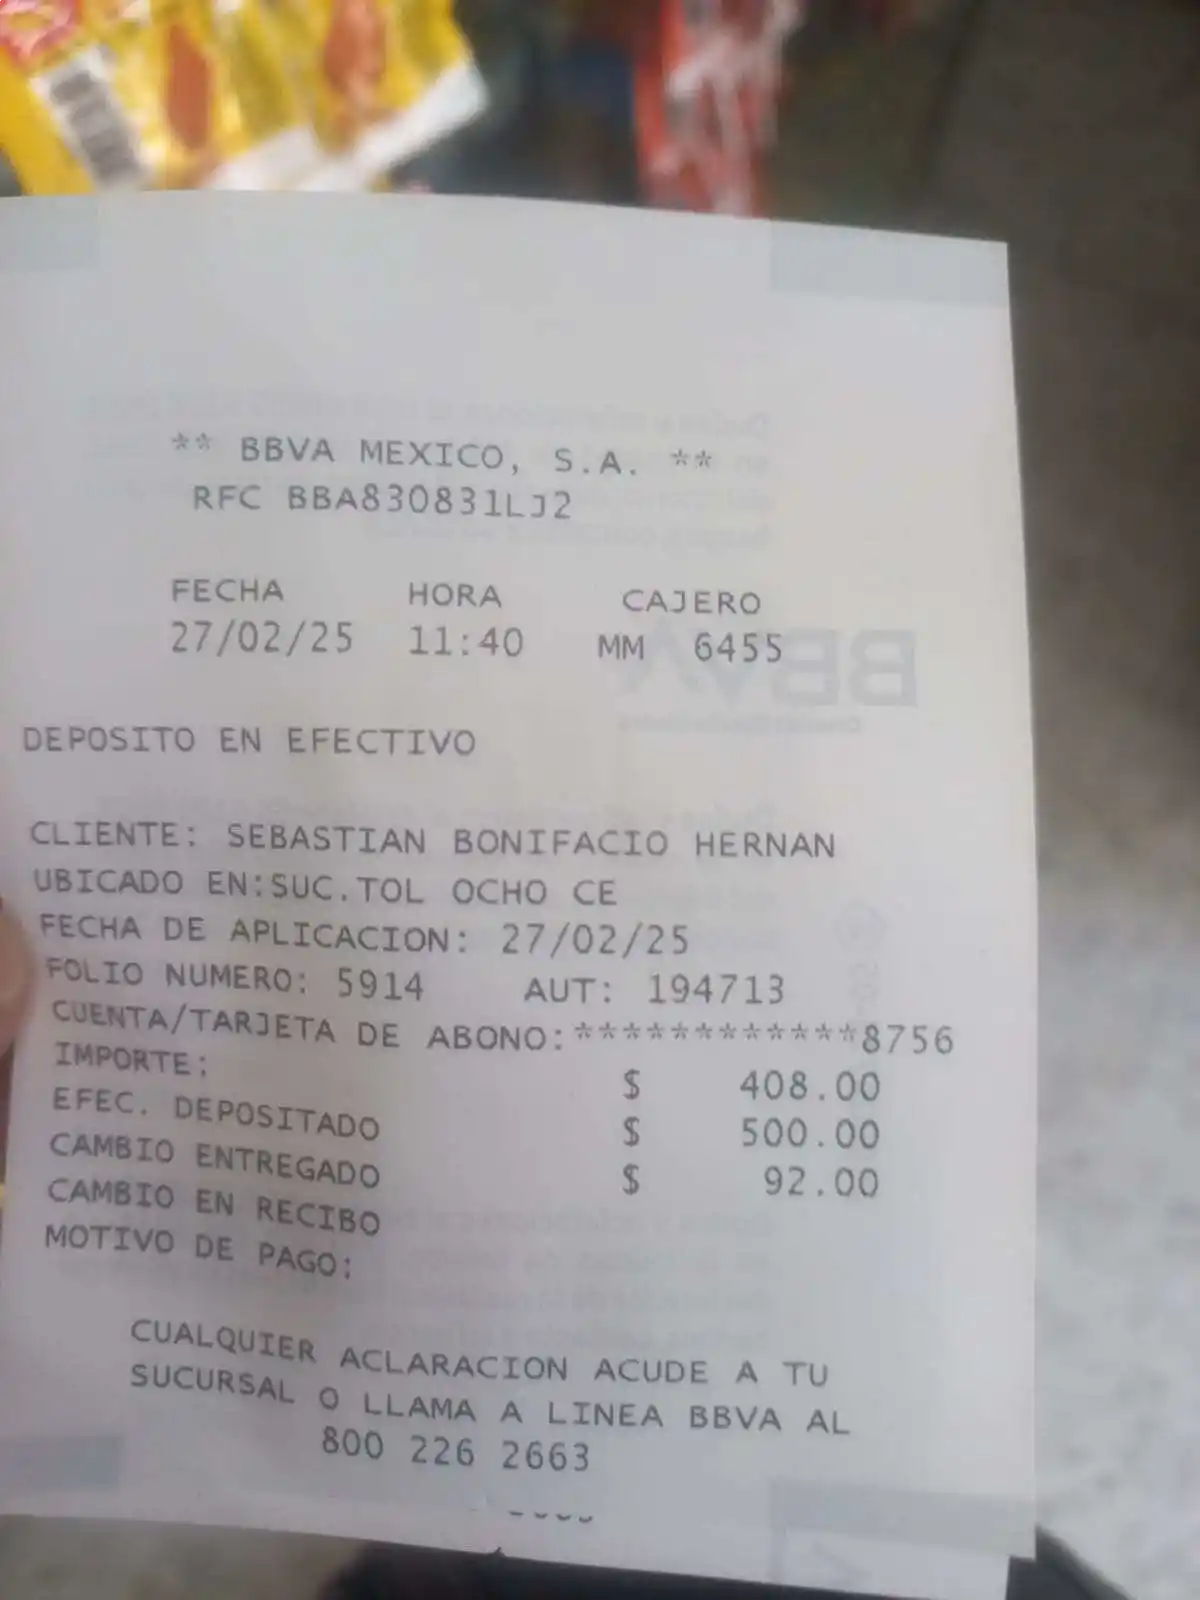 ** BBVA MEXICO, S.A. **
RFC BBA830831LJ2
FECHA HORA CAJERO
27/02/25 11:40 MM 6455
DEPOSITO EN EFECTIVO
CLIENTE: SEBASTIAN BONIFACIO HERNAN
UBICADO EN:SUC.TOL OCHO CE
FECHA DE APLICACION: 27/02/25
FOLIO NUMERO: 5914 AUT: 194713
CUENTA/TARJETA DE ABONO:************8756
IMPORTE: $ 408.00
EFEC. DEPOSITADO $ 500.00
CAMBIO ENTREGADO $ 92.00
CAMBIO EN RECIBO
MOTIVO DE PAGO:
CUALQUIER ACLARACION ACUDE A TU
SUCURSAL O LLAMA A LINEA BBVA AL
800 226 2663
BBVA